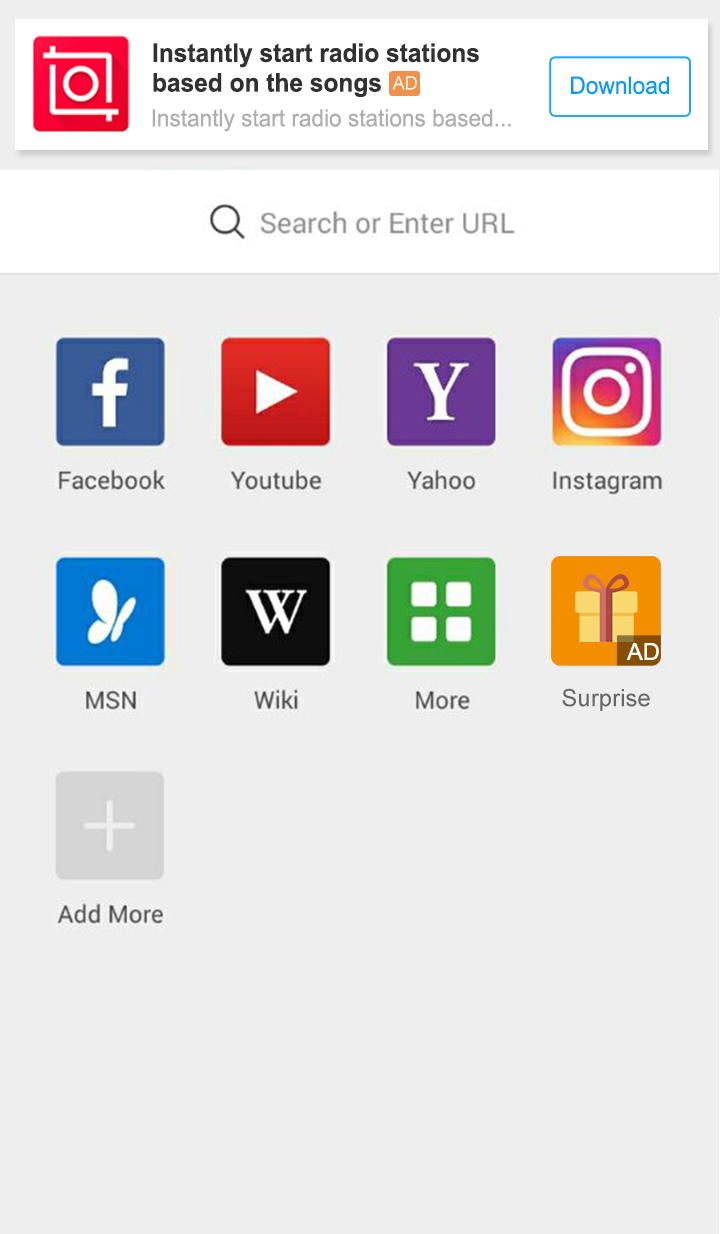 Instantly start radio stations
based on the songs AD
Instantly start radio stations based...
Download
Search or Enter URL
f
Y
Facebook Youtube Yahoo Instagram
W
AD
MSN Wiki More Surprise
Add More